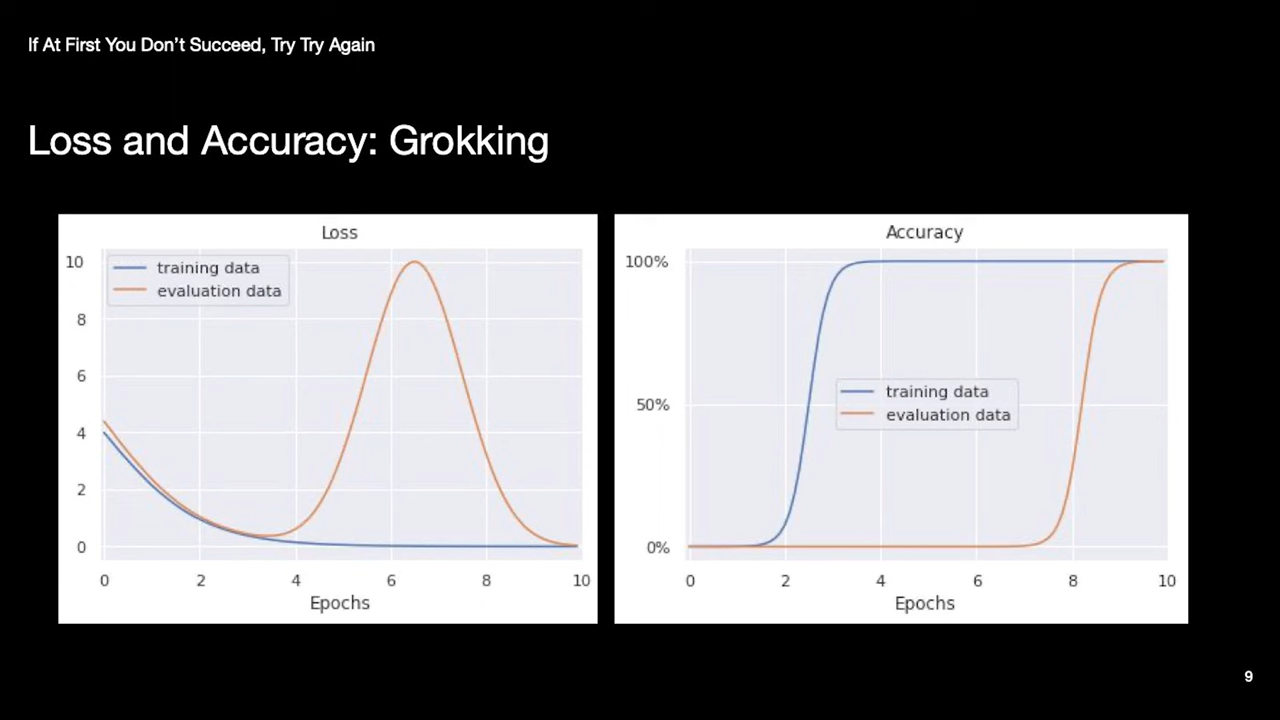 If At First You Don't Succeed, Try Try Again
Loss and Accuracy: Grokking
Loss
training data
evaluation data
10
8
6
4
2
0
0 2 4 6 8 10
Epochs
Accuracy
100%
50%
0%
training data
evaluation data
0 2 4 6 8 10
Epochs
9